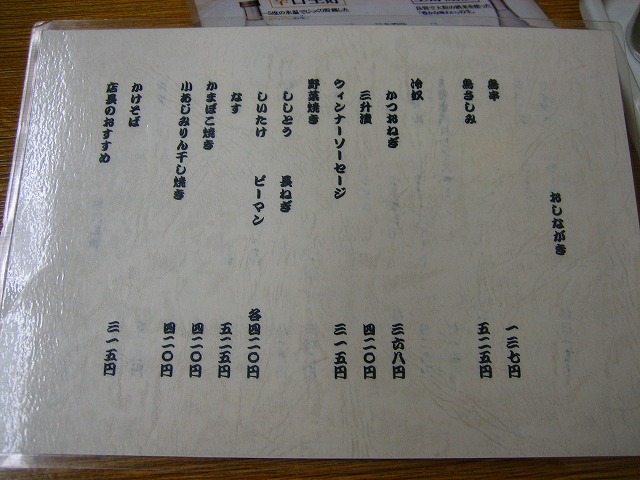 おしながき
鳥串 一三七円
鳥さしみ 五二五円
冷奴
かつおねぎ 三六八円
三升漬 四二〇円
ウィンナーソーセージ 三一五円
野菜焼き
ししとう 長ねぎ
しいたけ ピーマン 各四二〇円
なす 五二五円
かまぼこ焼き 四二〇円
小あじみりん干し焼き 四二〇円
かけそば 三一五円
店長のおすすめ